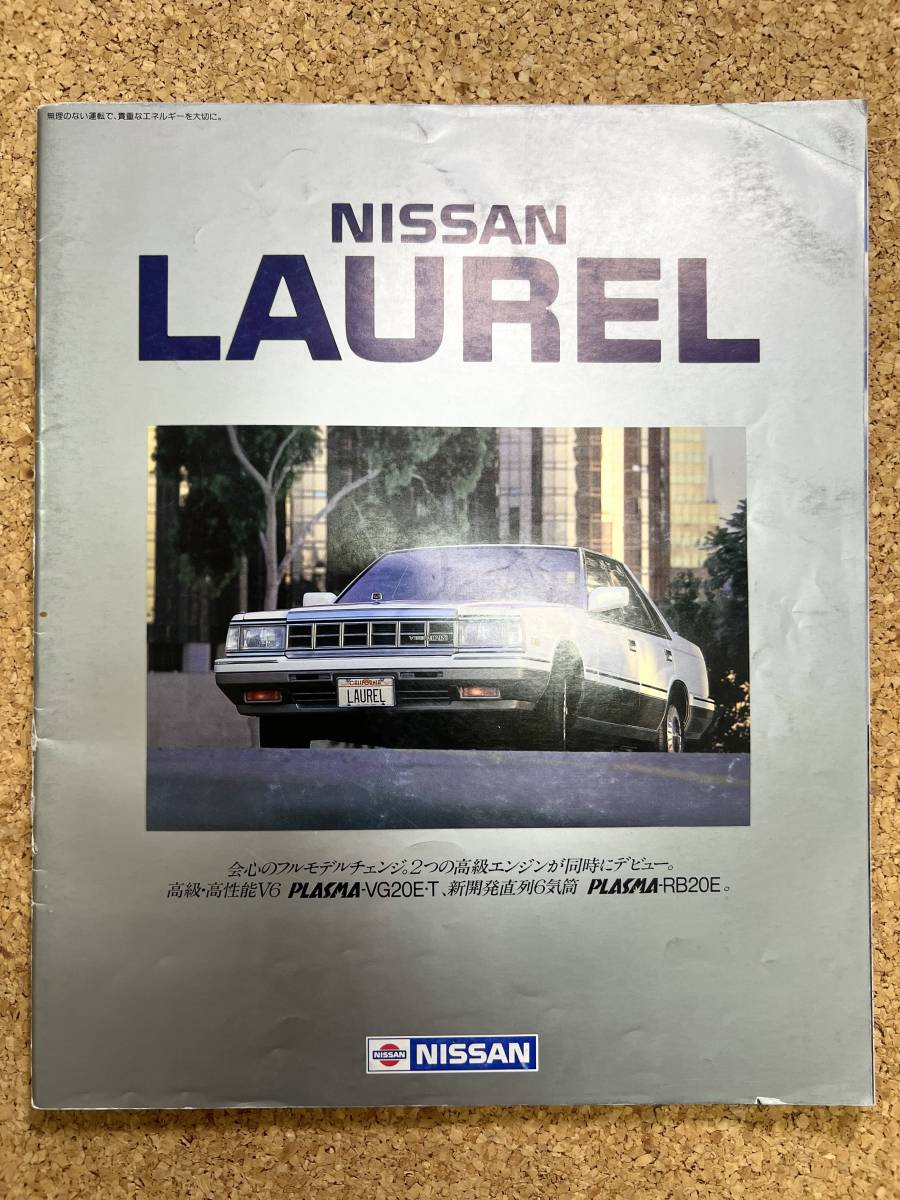 無理のない運転で、貴重なエネルギーを大切に。
NISSAN
LAUREL
CALIFORNIA
LAUREL
会心のフルモデルチェンジ。2つの高級エンジンが同時にデビュー。
高級・高性能V6 PLASMA-VG20E・T、新開発直列6気筒 PLASMA-RB20E。
NISSAN NISSAN